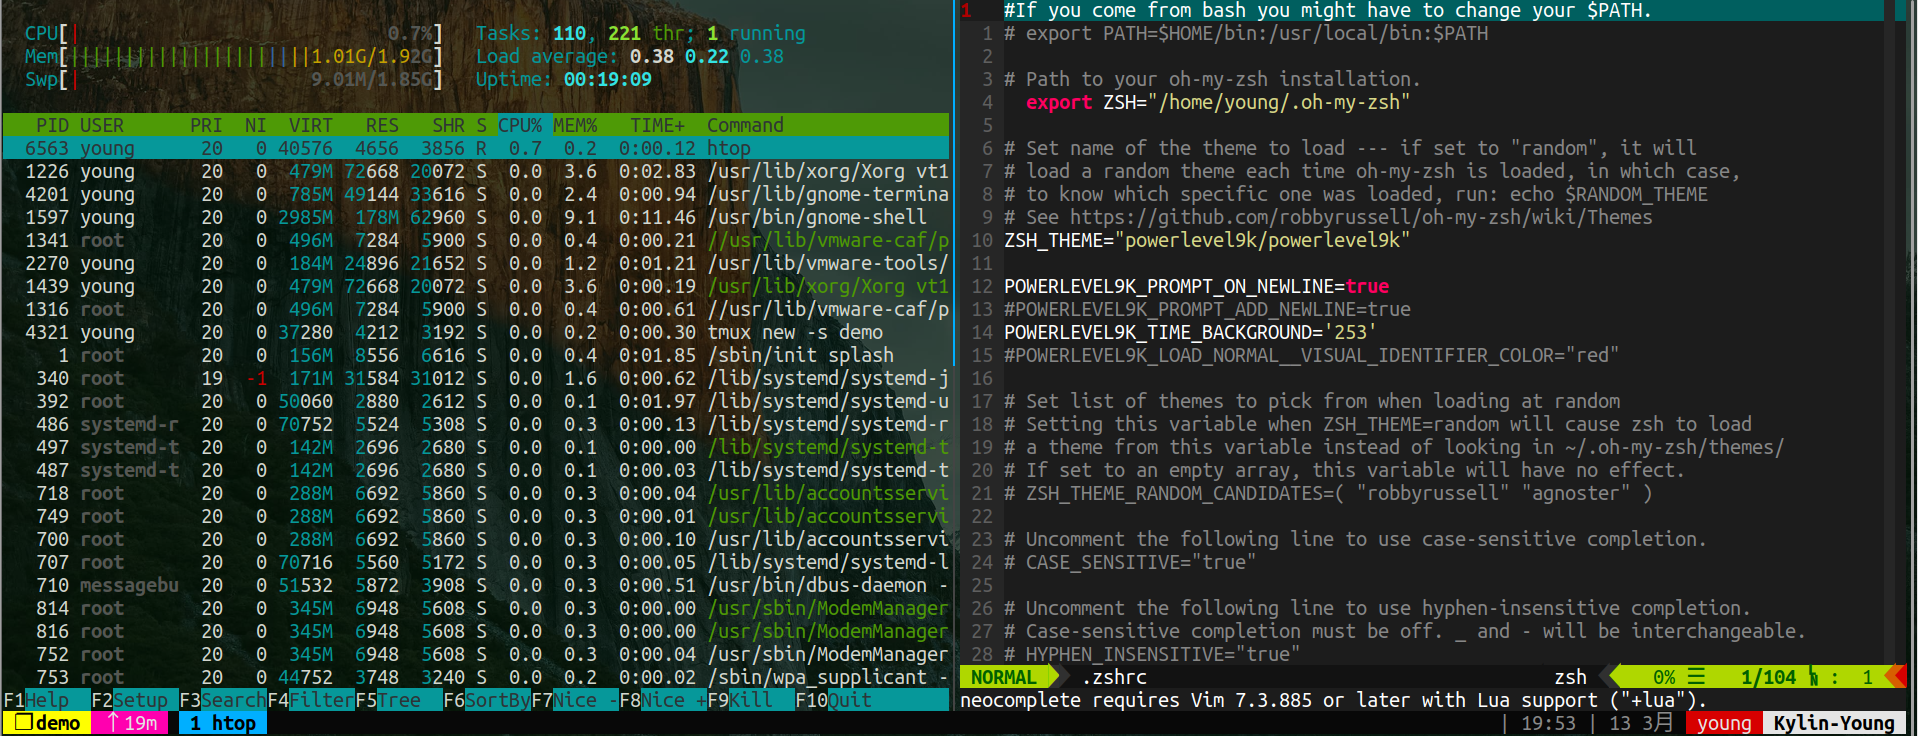 CPU[| 0.7%] Tasks: 110, 221 thr; 1 running
Mem[||||||||||||||||||||||1.01G/1.92G] Load average: 0.38 0.22 0.38
Swp[| 9.01M/1.85G] Uptime: 00:19:09
PID USER PRI NI VIRT RES SHR S CPU% MEM% TIME+ Command
6563 young 20 0 40576 4656 3856 R 0.7 0.2 0:00.12 htop
1226 young 20 0 479M 72668 20072 S 0.0 3.6 0:02.83 /usr/lib/xorg/Xorg vt1
4201 young 20 0 785M 49144 33616 S 0.0 2.4 0:00.94 /usr/lib/gnome-termina
1597 young 20 0 2985M 178M 62960 S 0.0 9.1 0:11.46 /usr/bin/gnome-shell
1341 root 20 0 496M 7284 5900 S 0.0 0.4 0:00.21 //usr/lib/vmware-caf/p
2270 young 20 0 184M 24896 21652 S 0.0 1.2 0:01.21 /usr/lib/vmware-tools/
1439 young 20 0 479M 72668 20072 S 0.0 3.6 0:00.19 /usr/lib/xorg/Xorg vt1
1316 root 20 0 496M 7284 5900 S 0.0 0.4 0:00.61 //usr/lib/vmware-caf/p
4321 young 20 0 37280 4212 3192 S 0.0 0.2 0:00.30 tmux new -s demo
1 root 20 0 156M 8556 6616 S 0.0 0.4 0:01.85 /sbin/init splash
340 root 19 -1 171M 31584 31012 S 0.0 1.6 0:00.62 /lib/systemd/systemd-j
392 root 20 0 50060 2880 2612 S 0.0 0.1 0:01.97 /lib/systemd/systemd-u
486 systemd-r 20 0 70752 5524 5308 S 0.0 0.3 0:00.13 /lib/systemd/systemd-r
497 systemd-t 20 0 142M 2696 2680 S 0.0 0.1 0:00.00 /lib/systemd/systemd-t
487 systemd-t 20 0 142M 2696 2680 S 0.0 0.1 0:00.03 /lib/systemd/systemd-t
718 root 20 0 288M 6692 5860 S 0.0 0.3 0:00.04 /usr/lib/accountsservi
749 root 20 0 288M 6692 5860 S 0.0 0.3 0:00.01 /usr/lib/accountsservi
700 root 20 0 288M 6692 5860 S 0.0 0.3 0:00.10 /usr/lib/accountsservi
707 root 20 0 70716 5560 5172 S 0.0 0.3 0:00.05 /lib/systemd/systemd-l
710 messagebu 20 0 51532 5872 3908 S 0.0 0.3 0:00.51 /usr/bin/dbus-daemon -
814 root 20 0 345M 6948 5608 S 0.0 0.3 0:00.00 /usr/sbin/ModemManager
816 root 20 0 345M 6948 5608 S 0.0 0.3 0:00.00 /usr/sbin/ModemManager
752 root 20 0 345M 6948 5608 S 0.0 0.3 0:00.04 /usr/sbin/ModemManager
753 root 20 0 44752 3748 3240 S 0.0 0.2 0:00.02 /sbin/wpa_supplicant -
F1Help F2Setup F3SearchF4FilterF5Tree F6SortByF7Nice -F8Nice +F9Kill F10Quit
1 #If you come from bash you might have to change your $PATH.
1 # export PATH=$HOME/bin:/usr/local/bin:$PATH
2
3 # Path to your oh-my-zsh installation.
4 export ZSH="/home/young/.oh-my-zsh"
5
6 # Set name of the theme to load --- if set to "random", it will
7 # load a random theme each time oh-my-zsh is loaded, in which case,
8 # to know which specific one was loaded, run: echo $RANDOM_THEME
9 # See https://github.com/robbyrussell/oh-my-zsh/wiki/Themes
10 ZSH_THEME="powerlevel9k/powerlevel9k"
11
12 POWERLEVEL9K_PROMPT_ON_NEWLINE=true
13 #POWERLEVEL9K_PROMPT_ADD_NEWLINE=true
14 POWERLEVEL9K_TIME_BACKGROUND='253'
15 #POWERLEVEL9K_LOAD_NORMAL__VISUAL_IDENTIFIER_COLOR="red"
16
17 # Set list of themes to pick from when loading at random
18 # Setting this variable when ZSH_THEME=random will cause zsh to load
19 # a theme from this variable instead of looking in ~/.oh-my-zsh/themes/
20 # If set to an empty array, this variable will have no effect.
21 # ZSH_THEME_RANDOM_CANDIDATES=( "robbyrussell" "agnoster" )
22
23 # Uncomment the following line to use case-sensitive completion.
24 # CASE_SENSITIVE="true"
25
26 # Uncomment the following line to use hyphen-insensitive completion.
27 # Case-sensitive completion must be off. _ and - will be interchangeable.
28 # HYPHEN_INSENSITIVE="true"
NORMAL .zshrc zsh 0% ☰ 1/104 ㏑ : 1
neocomplete requires Vim 7.3.885 or later with Lua support ("+lua").
❐ demo ↑ 19m 1 htop | 19:53 | 13 3月 young Kylin-Young